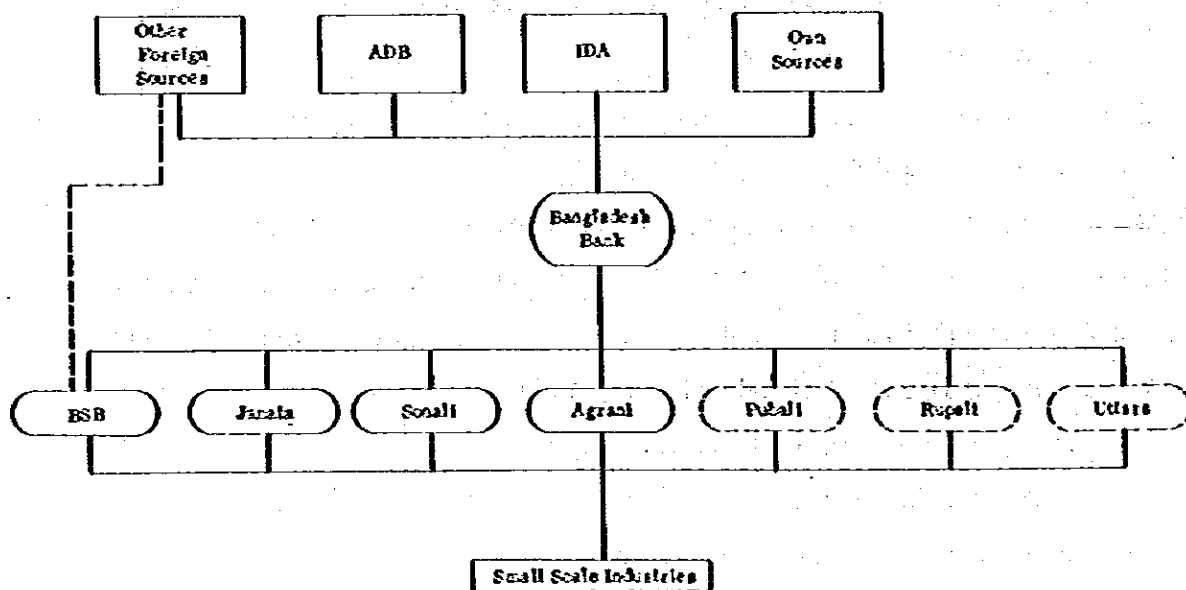 Other
Foreign
Sources
ADB
IDA
Own
Sources
Bangladesh
Bank
BSB
Janata
Sonali
Agrani
Pubali
Rupali
Uttara
Small Scale Industries